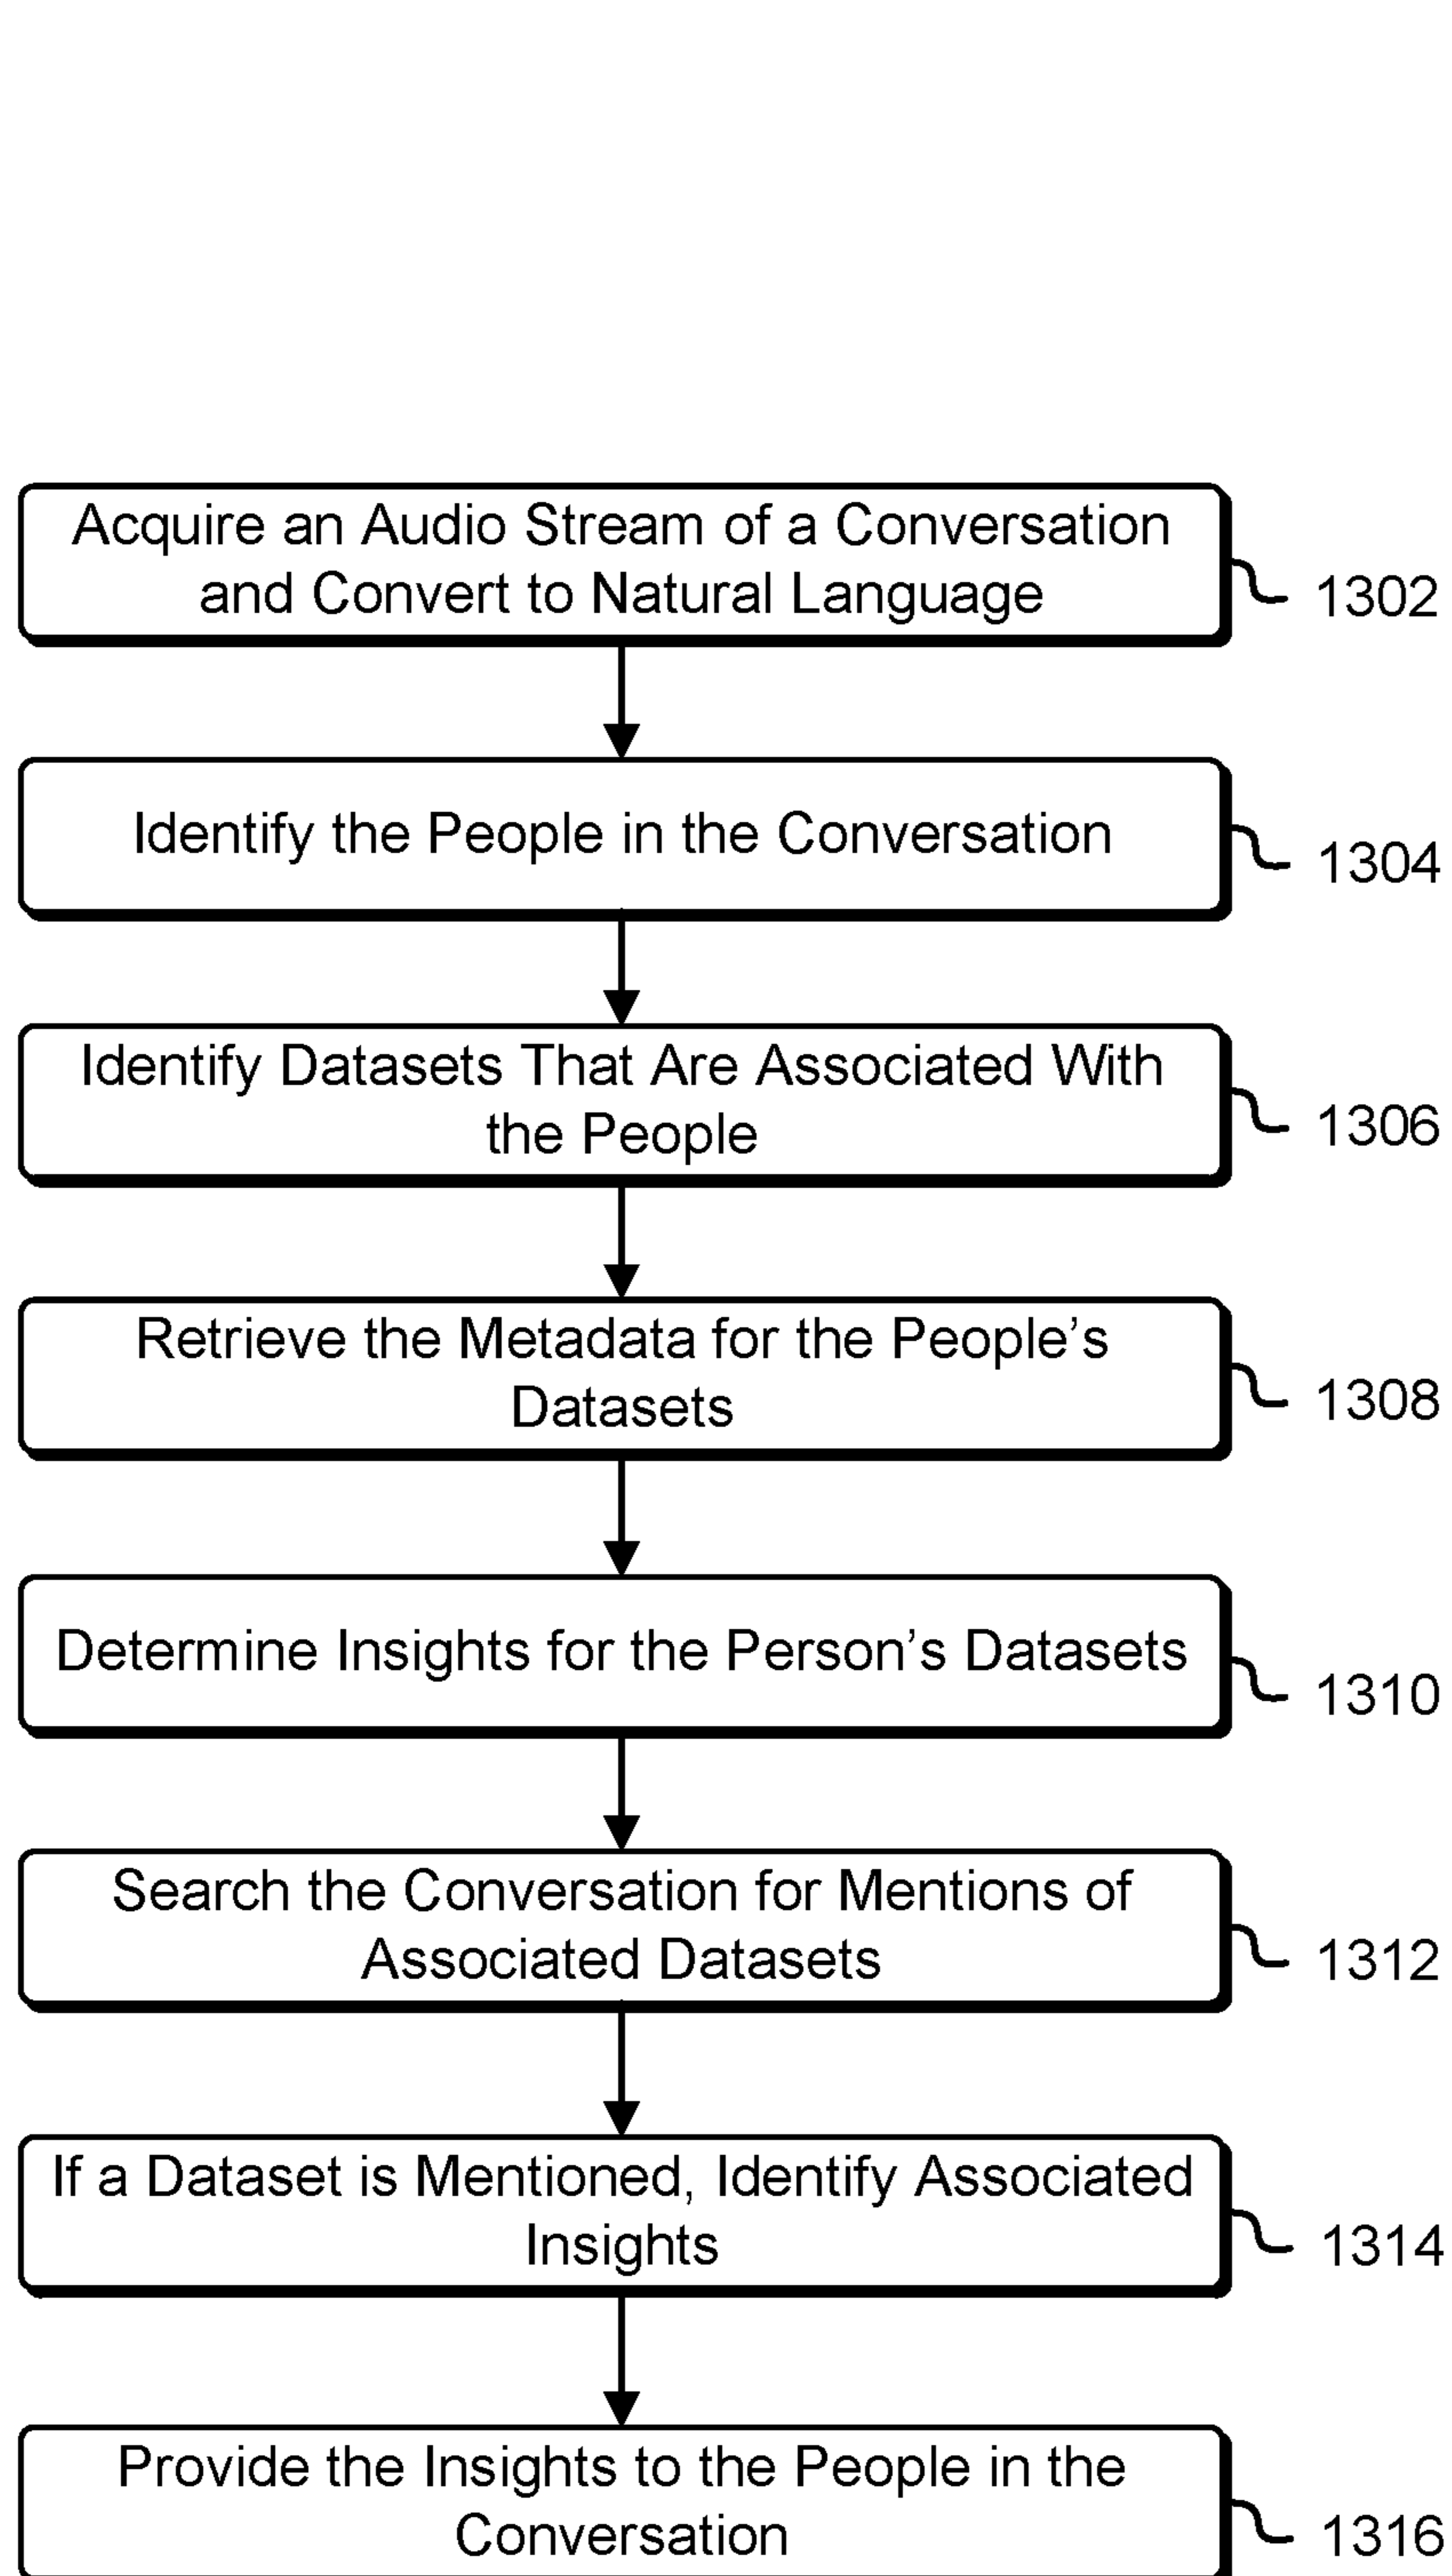 Acquire an Audio Stream of a Conversation
and Convert to Natural Language
1302
Identify the People in the Conversation
1304
Identify Datasets That Are Associated With
the People
1306
Retrieve the Metadata for the People’s
Datasets
1308
Determine Insights for the Person’s Datasets
1310
Search the Conversation for Mentions of
Associated Datasets
1312
If a Dataset is Mentioned, Identify Associated
Insights
1314
Provide the Insights to the People in the
Conversation
1316